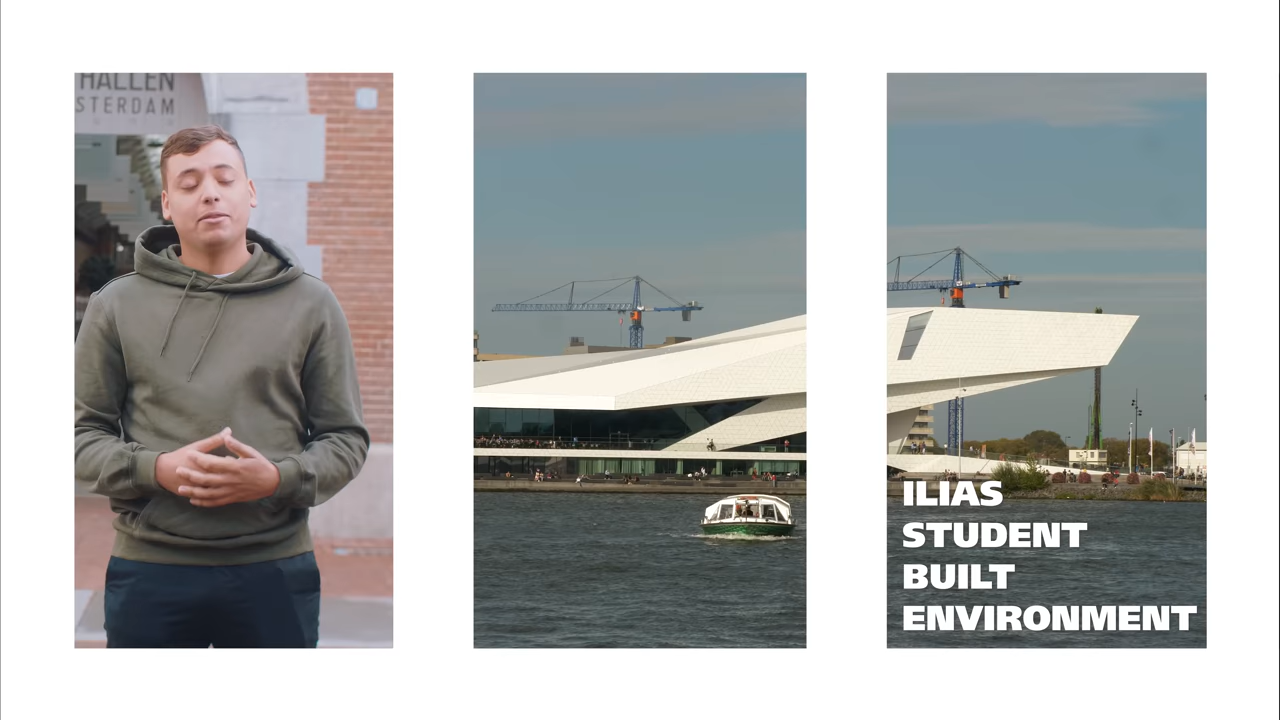 HALLEN
STERDAM
ILIAS
STUDENT
BUILT
ENVIRONMENT